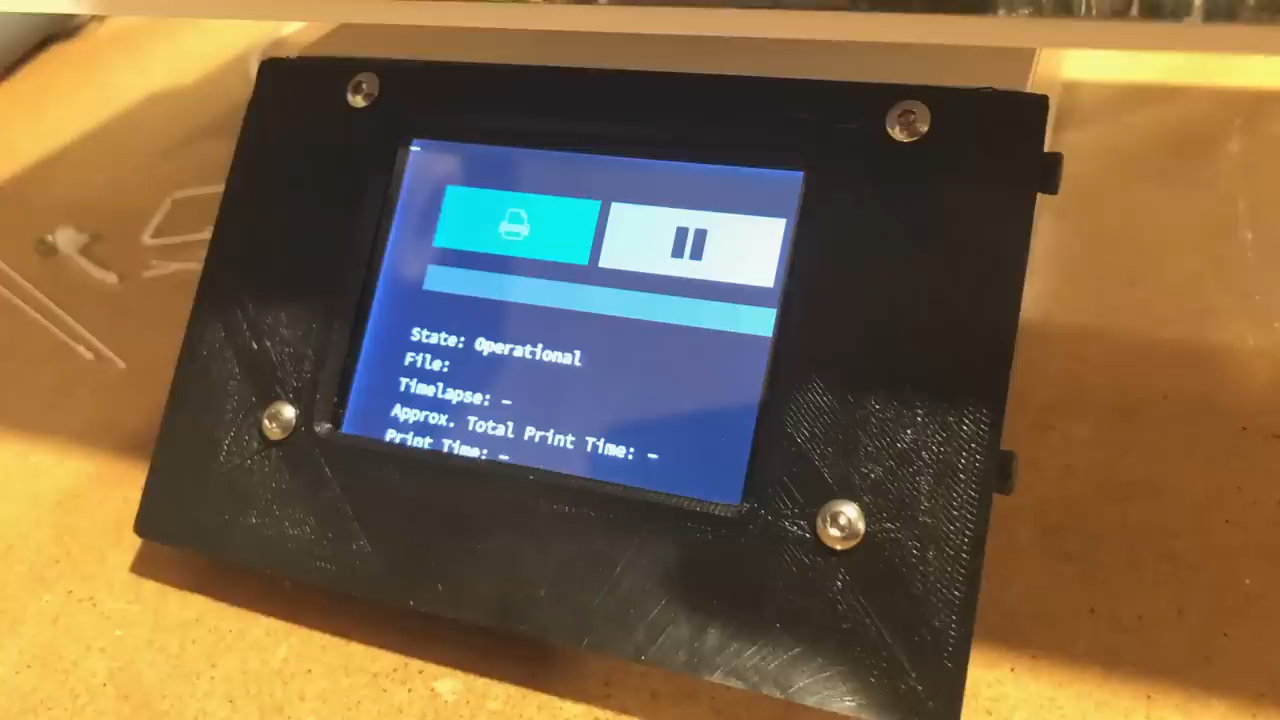 State: Operational
File:
Timelapse: –
Approx. Total Print Time: –
Print Time: –